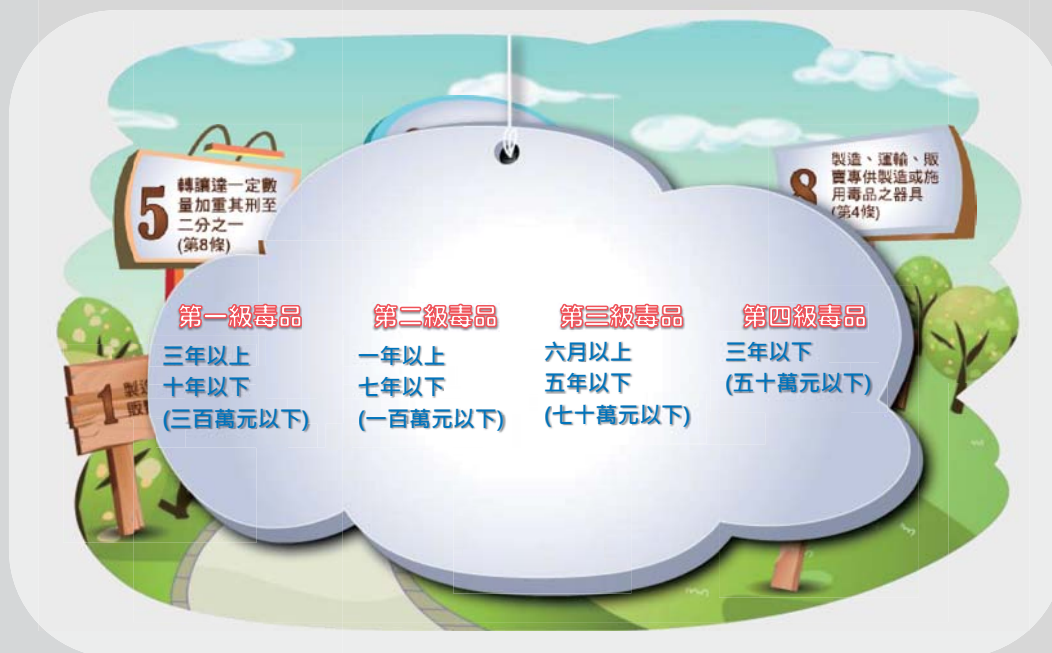 5
轉讓達一定數
量加重其刑至
二分之一
(第8條)
8
製造、運輸、販
賣專供製造或施
用毒品之器具
(第4條)
第一級毒品
三年以上
十年以下
(三百萬元以下)
第二級毒品
一年以上
七年以下
(一百萬元以下)
第三級毒品
六月以上
五年以下
(七十萬元以下)
第四級毒品
三年以下
(五十萬元以下)
1
製造
販